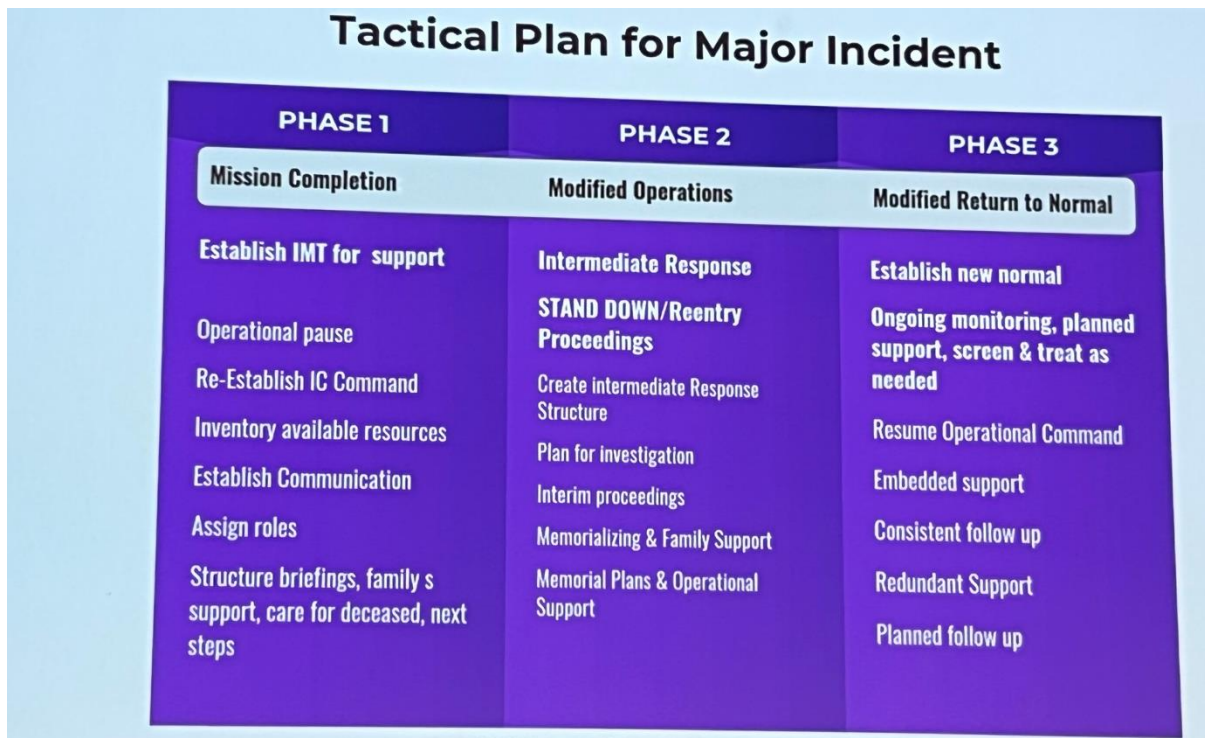 Tactical Plan for Major Incident
PHASE 1
Mission Completion
Establish IMT for support
Operational pause
Re-Establish IC Command
Inventory available resources
Establish Communication
Assign roles
Structure briefings, family s
support, care for deceased, next
steps
PHASE 2
Modified Operations
Intermediate Response
STAND DOWN/Reentry
Proceedings
Create intermediate Response
Structure
Plan for investigation
Interim proceedings
Memorializing & Family Support
Memorial Plans & Operational
Support
PHASE 3
Modified Return to Normal
Establish new normal
Ongoing monitoring, planned
support, screen & treat as
needed
Resume Operational Command
Embedded support
Consistent follow up
Redundant Support
Planned follow up